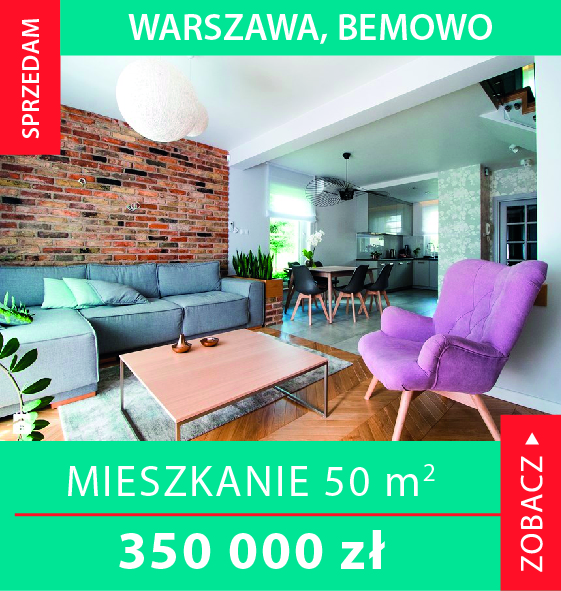 SPRZEDAM
WARSZAWA, BEMOWO
MIESZKANIE 50 m²
350 000 zł
ZOBACZ ▶